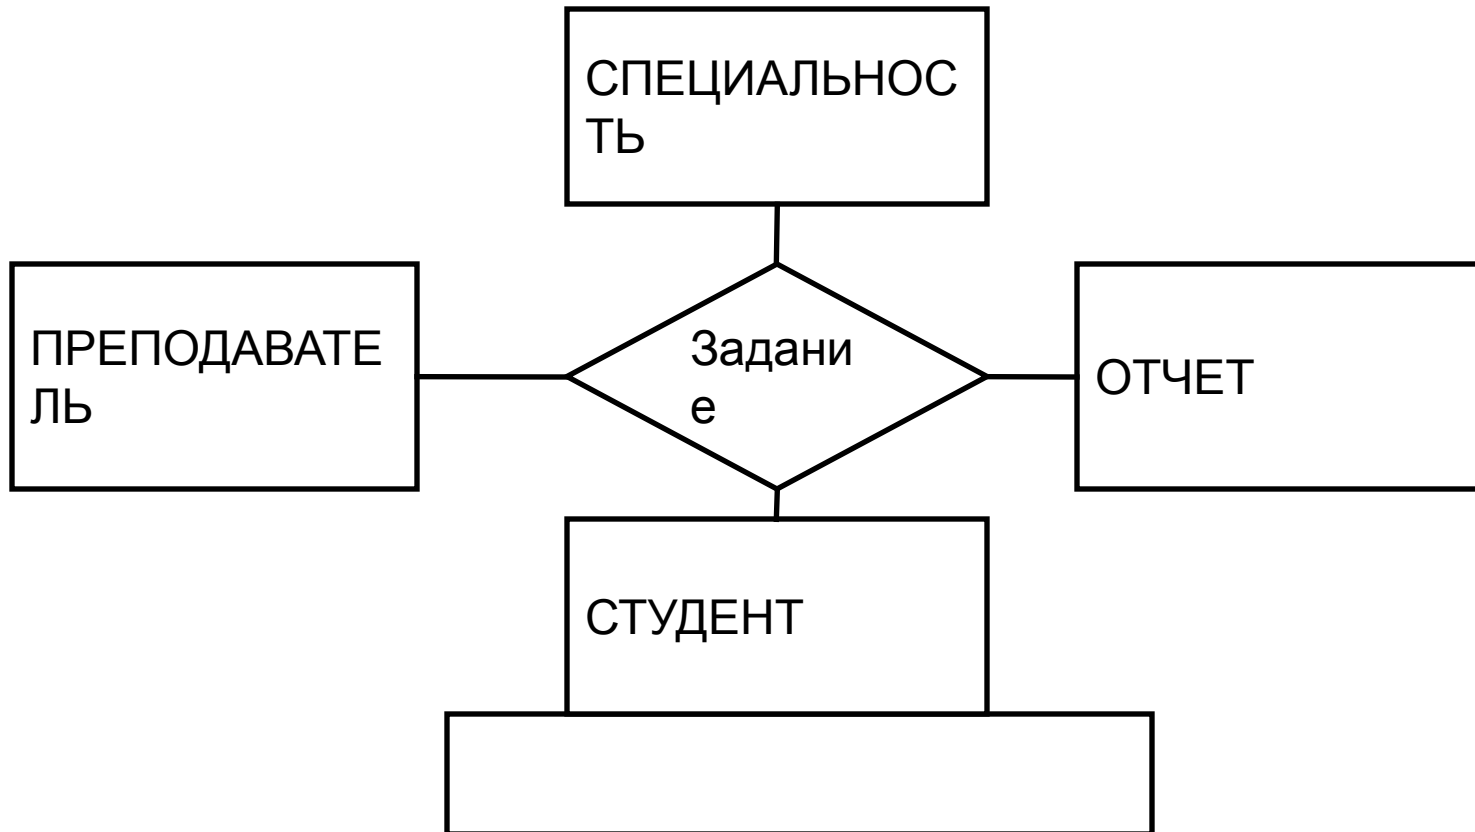 СПЕЦИАЛЬНОС
ТЬ
ПРЕПОДАВАТЕ
ЛЬ
Задани
е
ОТЧЕТ
СТУДЕНТ